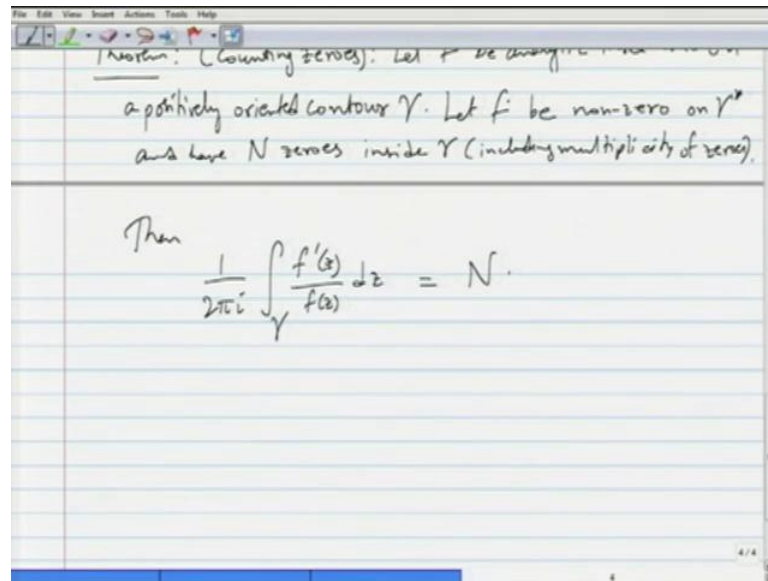 File Edit View Insert Actions Tools Help
Theorem: (Counting zeroes). Let f be analytic
a positively oriented contour γ. Let f be non-zero on γ*
and have N zeroes inside γ (including multiplicity of zeroes).
Then
1/2πi ∫γ f'(z)/f(z) dz = N.
4/4